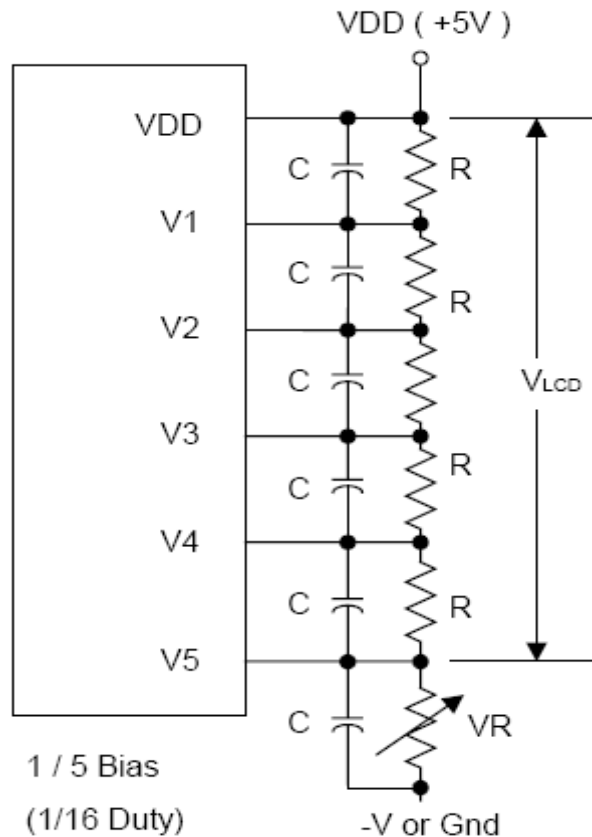 VDD ( +5V )
VDD
C
R
V1
C
R
V2
C
VLCD
V3
R
C
V4
C
R
V5
C
VR
1 / 5 Bias
(1/16 Duty)
-V or Gnd